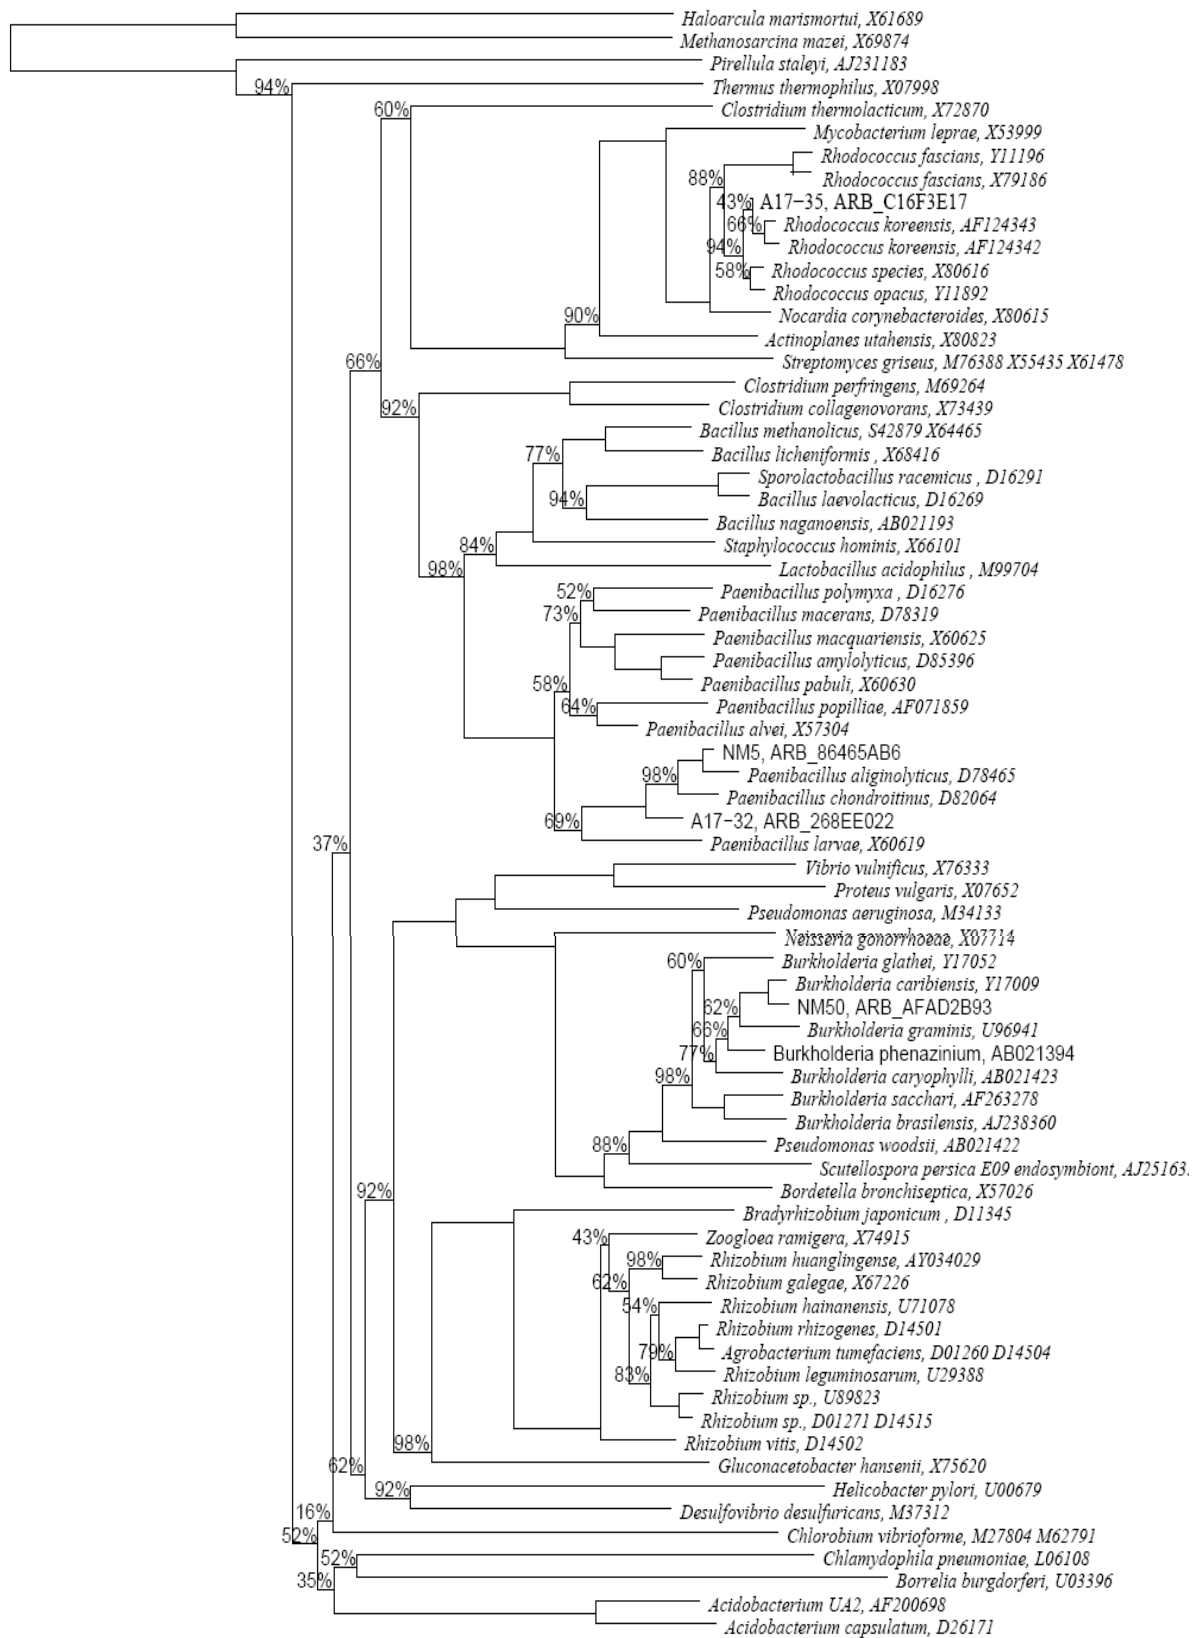 Haloarcula marismortui, X61689
Methanosarcina mazei, X69874
Pirellula staleyi, AJ231183
94%
Thermus thermophilus, X07998
60%
Clostridium thermolacticum, X72870
Mycobacterium leprae, X53999
Rhodococcus fascians, Y11196
88%
Rhodococcus fascians, X79186
43%
A17-35, ARB_C16F3E17
66%
Rhodococcus koreensis, AF124343
94%
Rhodococcus koreensis, AF124342
58%
Rhodococcus species, X80616
Rhodococcus opacus, Y11892
90%
Nocardia corynebacteroides, X80615
Actinoplanes utahensis, X80823
66%
Streptomyces griseus, M76388 X55435 X61478
Clostridium perfringens, M69264
92%
Clostridium collagenovorans, X73439
Bacillus methanolicus, S42879 X64465
77%
Bacillus licheniformis , X68416
Sporolactobacillus racemicus , D16291
94%
Bacillus laevolacticus, D16269
Bacillus naganoensis, AB021193
84%
Staphylococcus hominis, X66101
98%
Lactobacillus acidophilus , M99704
52%
Paenibacillus polymyxa , D16276
73%
Paenibacillus macerans, D78319
Paenibacillus macquariensis, X60625
Paenibacillus amylolyticus, D85396
58%
Paenibacillus pabuli, X60630
64%
Paenibacillus popilliae, AF071859
Paenibacillus alvei, X57304
NM5, ARB_86465AB6
98%
Paenibacillus aliginolyticus, D78465
Paenibacillus chondroitinus, D82064
69%
A17-32, ARB_268EE022
37%
Paenibacillus larvae, X60619
Vibrio vulnificus, X76333
Proteus vulgaris, X07652
Pseudomonas aeruginosa, M34133
Neisseria gonorrhoeae, X07714
60%
Burkholderia glathei, Y17052
Burkholderia caribiensis, Y17009
62%
NM50, ARB_AFAD2B93
66%
Burkholderia graminis, U96941
77%
Burkholderia phenazinium, AB021394
98%
Burkholderia caryophylli, AB021423
Burkholderia sacchari, AF263278
Burkholderia brasilensis, AJ238360
88%
Pseudomonas woodsii, AB021422
Scutellospora persica E09 endosymbiont, AJ25163
92%
Bordetella bronchiseptica, X57026
Bradyrhizobium japonicum , D11345
43%
Zoogloea ramigera, X74915
98%
Rhizobium huanglingense, AY034029
62%
Rhizobium galegae, X67226
54%
Rhizobium hainanensis, U71078
Rhizobium rhizogenes, D14501
79%
Agrobacterium tumefaciens, D01260 D14504
83%
Rhizobium leguminosarum, U29388
Rhizobium sp., U89823
Rhizobium sp., D01271 D14515
98%
Rhizobium vitis, D14502
62%
Gluconacetobacter hansenii, X75620
92%
Helicobacter pylori, U00679
16%
Desulfovibrio desulfuricans, M37312
52%
Chlorobium vibrioforme, M27804 M62791
52%
Chlamydophila pneumoniae, L06108
35%
Borrelia burgdorferi, U03396
Acidobacterium UA2, AF200698
Acidobacterium capsulatum, D26171